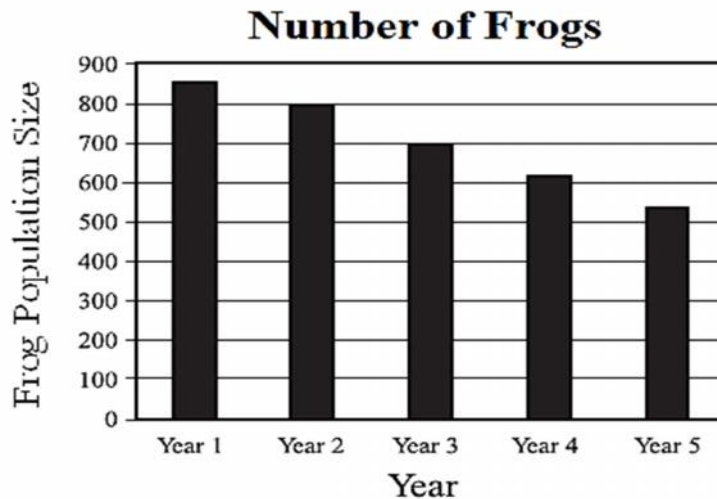 Number of Frogs
Frog Population Size
900
800
700
600
500
400
300
200
100
0
Year 1 Year 2 Year 3 Year 4 Year 5
Year